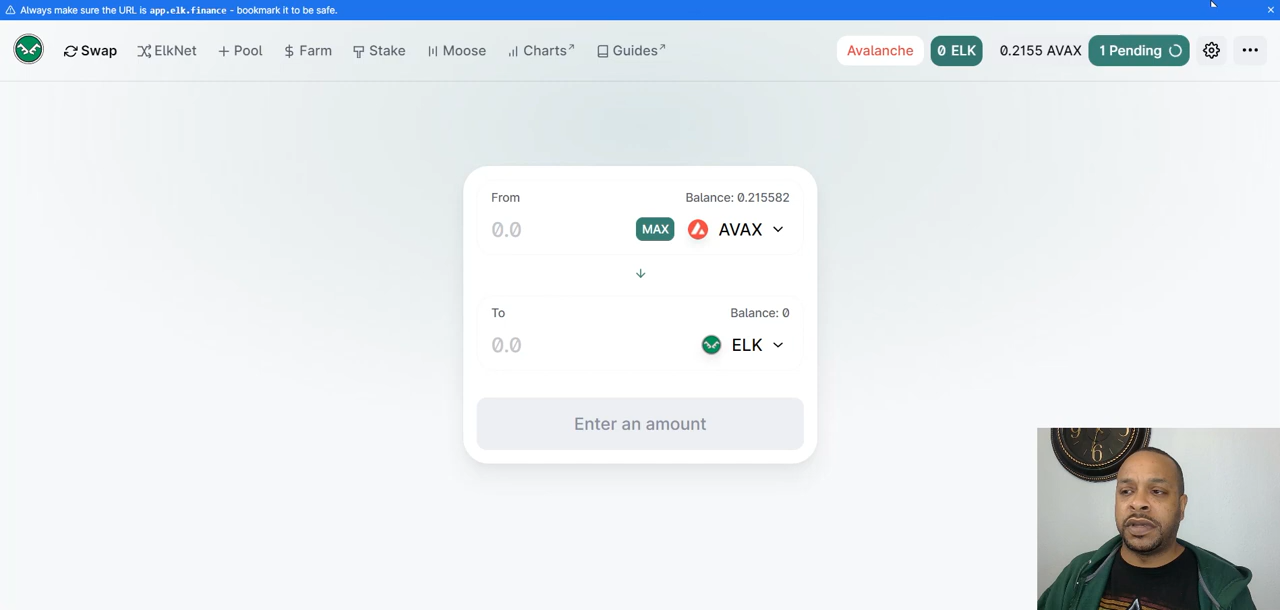 Always make sure the URL is app.elk.finance - bookmark it to be safe.
Swap ElkNet + Pool $ Farm Stake Moose Charts↗ Guides↗ Avalanche 0 ELK 0.2155 AVAX 1 Pending
From Balance: 0.215582
0.0 MAX AVAX
To Balance: 0
0.0 ELK
Enter an amount
6